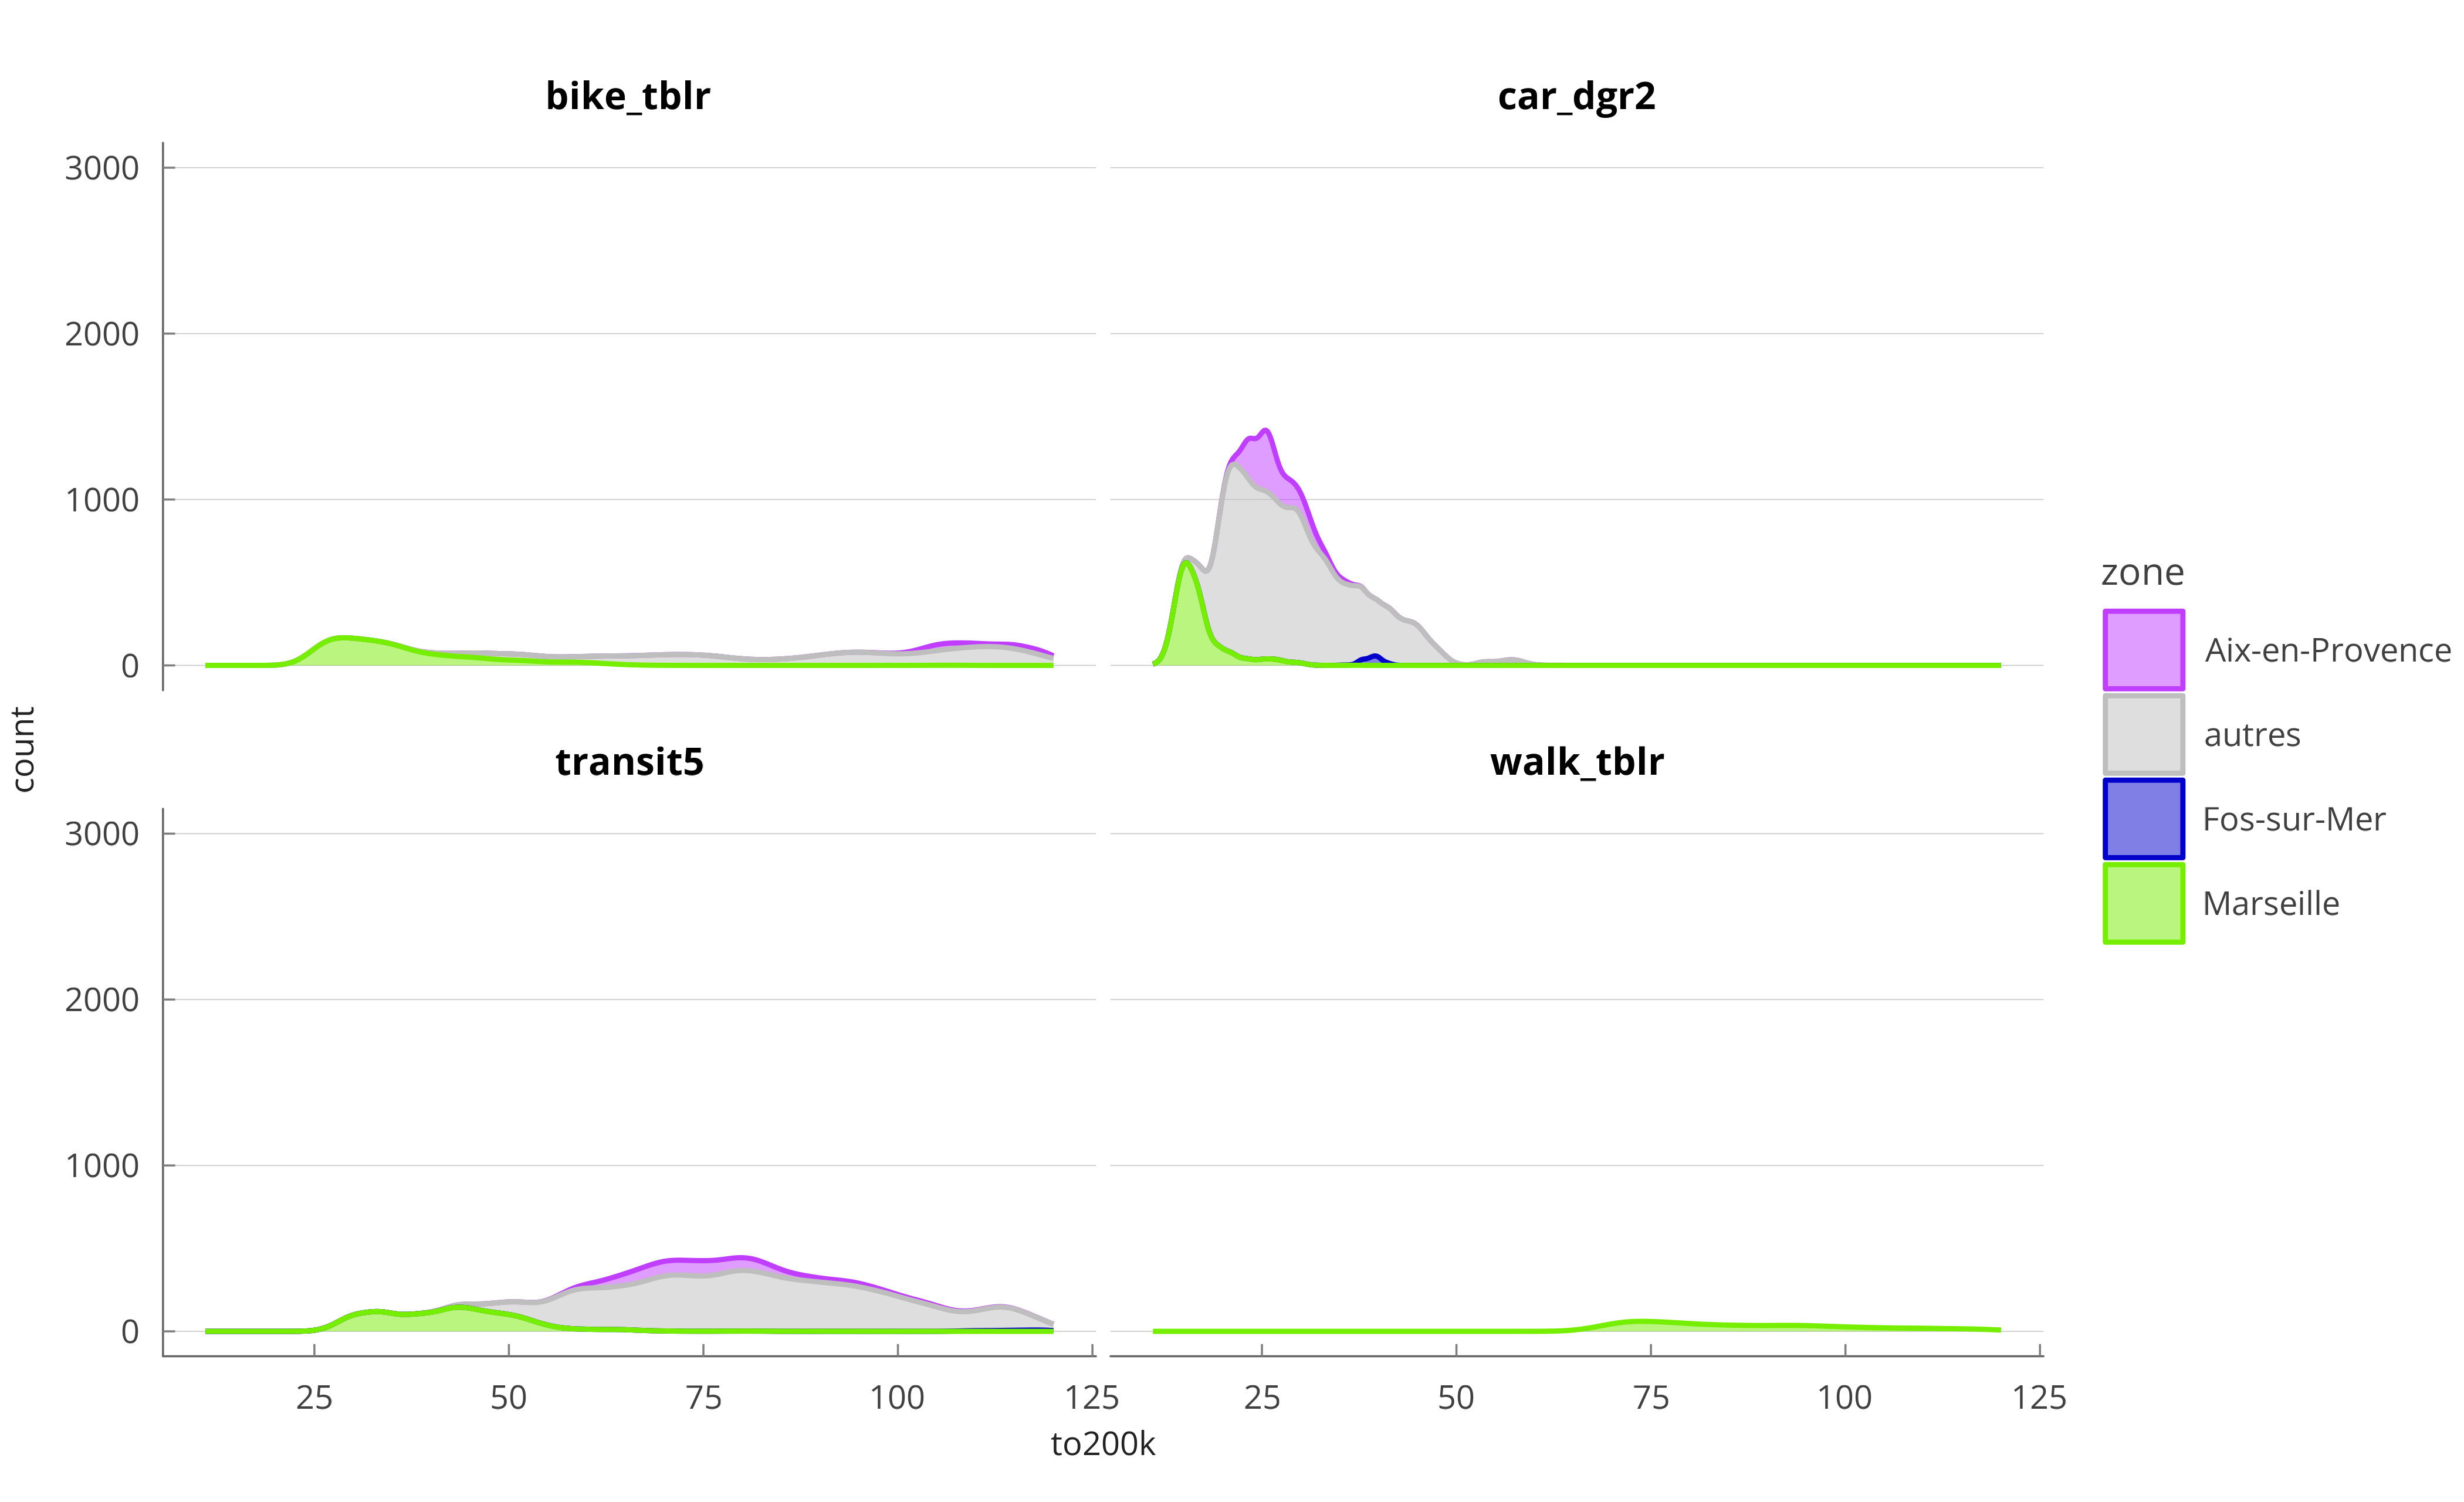 bike_tblr
car_dgr2
3000
2000
1000
0
count
transit5
walk_tblr
3000
2000
1000
0
25 50 75 100 125
25 50 75 100 125
to200k
zone
Aix-en-Provence
autres
Fos-sur-Mer
Marseille